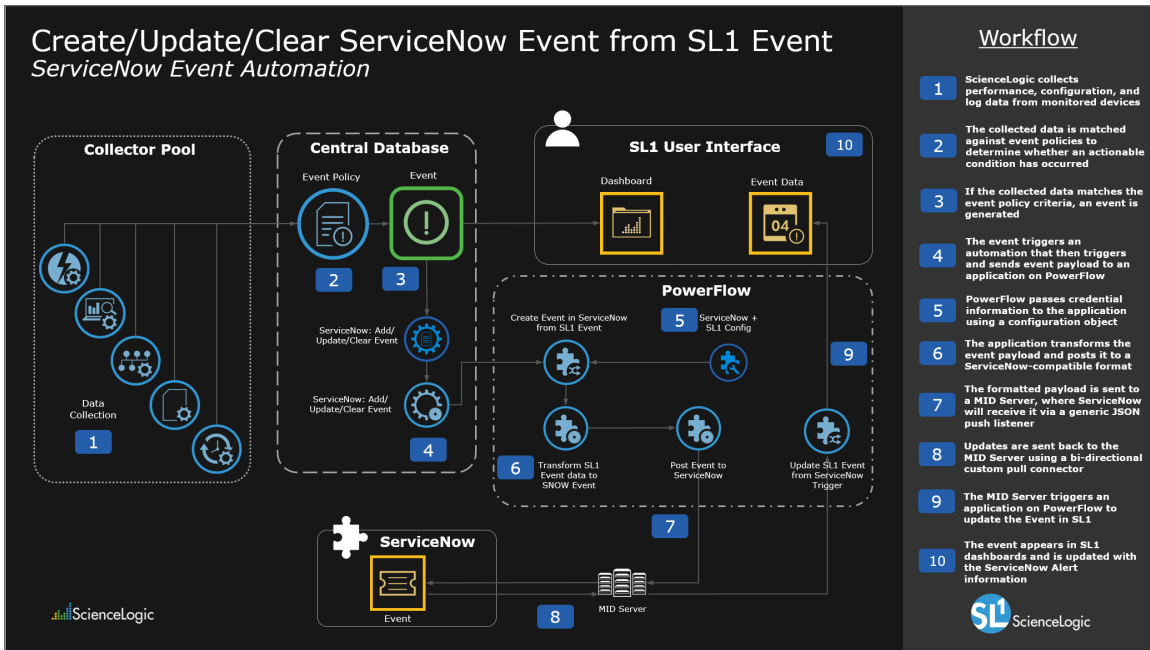 Create/Update/Clear ServiceNow Event from SL1 Event
ServiceNow Event Automation
Collector Pool
Data
Collection
1
Central Database
Event Policy
Event
2
3
ServiceNow: Add/
Update/Clear Event
ServiceNow: Add/
Update/Clear Event
4
SL1 User Interface
10
Dashboard
Event Data
04
PowerFlow
Create Event in ServiceNow
from SL1 Event
5
ServiceNow +
SL1 Config
9
6
Transform SL1
Event data to
SNOW Event
Post Event to
ServiceNow
Update SL1 Event
from ServiceNow
Trigger
7
ServiceNow
Event
8
MID Server
ScienceLogic
Workflow
1
ScienceLogic collects
performance, configuration, and
log data from monitored devices
2
The collected data is matched
against event policies to
determine whether an actionable
condition has occurred
3
If the collected data matches the
event policy criteria, an event is
generated
4
The event triggers an
automation that then triggers
and sends event payload to an
application on PowerFlow
5
PowerFlow passes credential
information to the application
using a configuration object
6
The application transforms the
event payload and posts it to a
ServiceNow-compatible format
7
The formatted payload is sent to
a MID Server, where ServiceNow
will receive it via a generic JSON
push listener
8
Updates are sent back to the
MID Server using a bi-directional
custom pull connector
9
The MID Server triggers an
application on PowerFlow to
update the Event in SL1
10
The event appears in SL1
dashboards and is updated with
the ServiceNow Alert
information
SL1
ScienceLogic